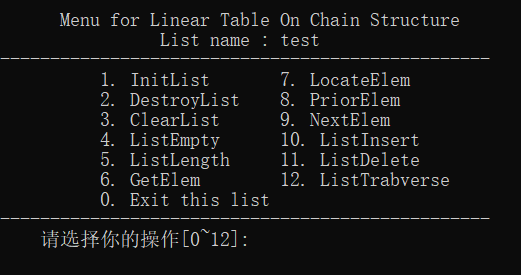 Menu for Linear Table On Chain Structure
List name : test
-------------------------------------------------
1. InitList 7. LocateElem
2. DestroyList 8. PriorElem
3. ClearList 9. NextElem
4. ListEmpty 10. ListInsert
5. ListLength 11. ListDelete
6. GetElem 12. ListTrabverse
0. Exit this list
-------------------------------------------------
请选择你的操作[0~12]: